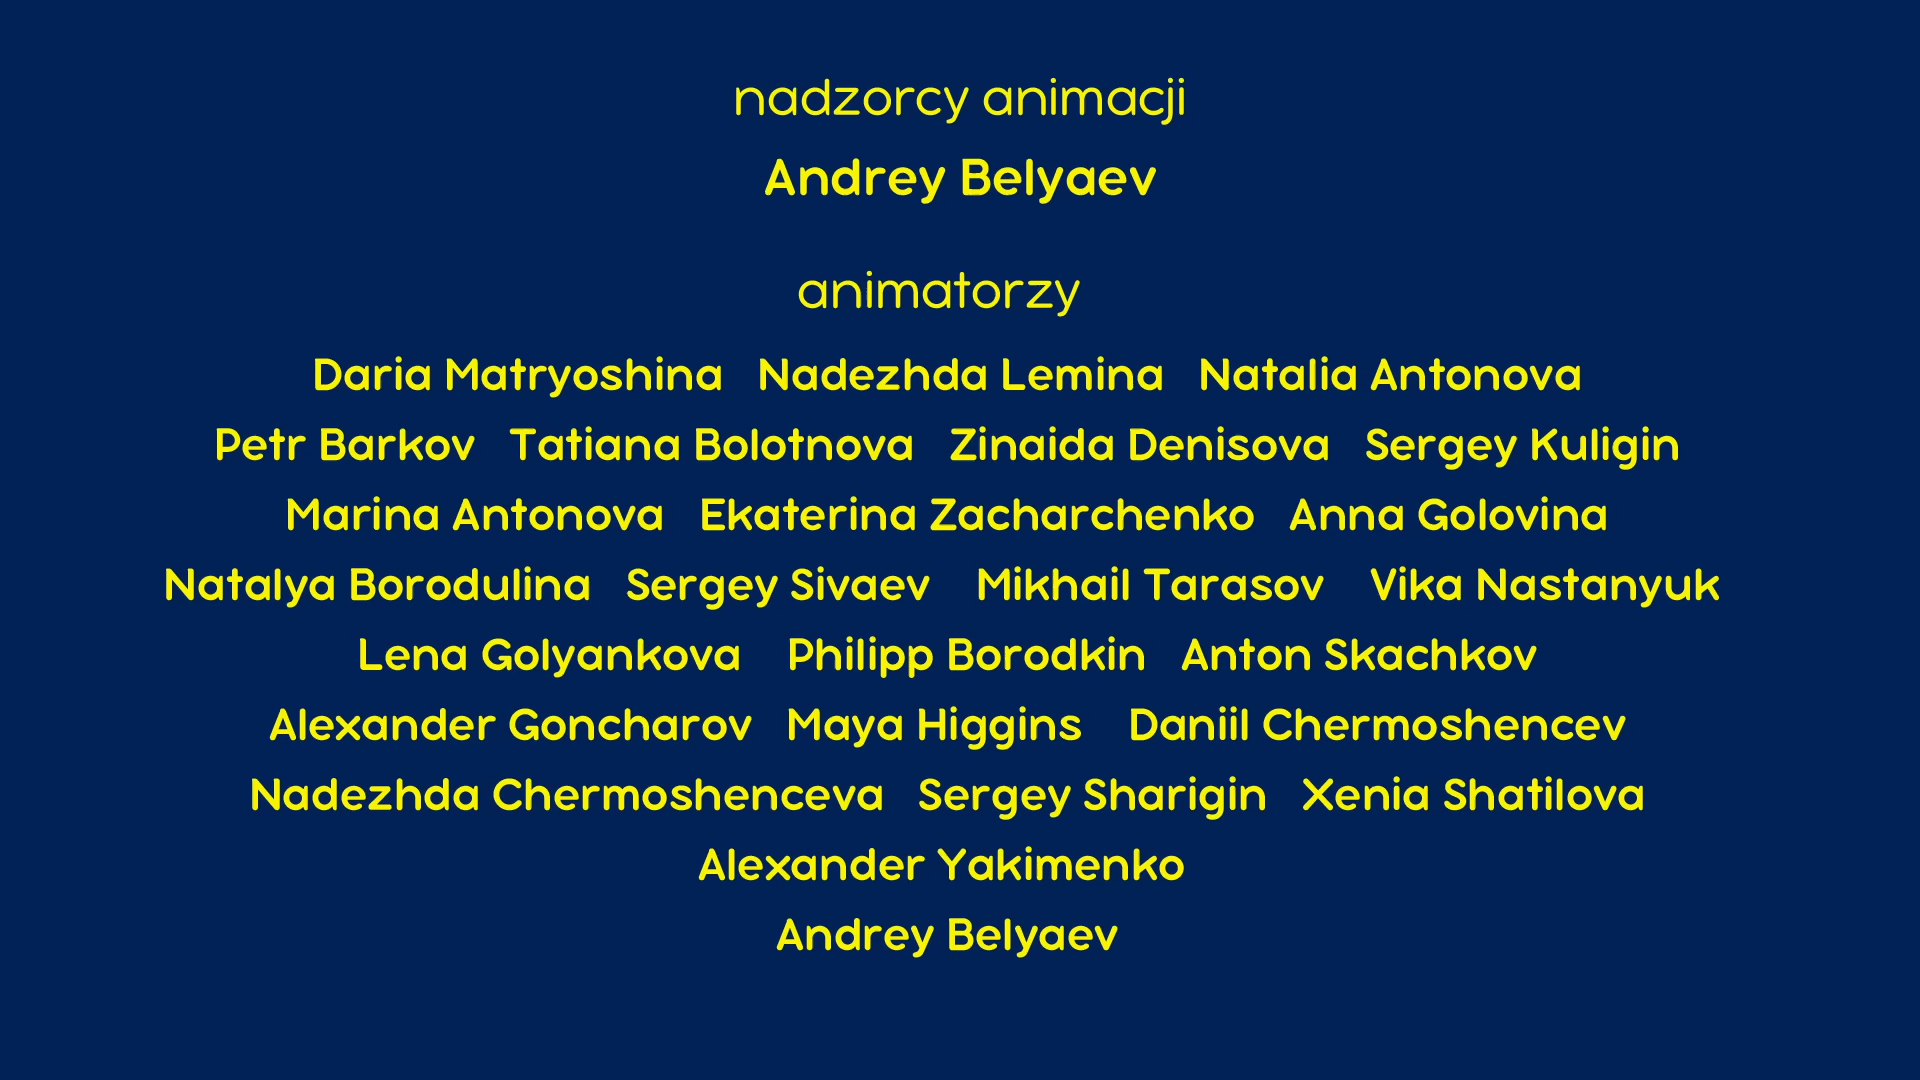 nadzorcy animacji
Andrey Belyaev
animatorzy
Daria Matryoshina Nadezhda Lemina Natalia Antonova
Petr Barkov Tatiana Bolotnova Zinaida Denisova Sergey Kuligin
Marina Antonova Ekaterina Zacharchenko Anna Golovina
Natalya Borodulina Sergey Sivaev Mikhail Tarasov Vika Nastanyuk
Lena Golyankova Philipp Borodkin Anton Skachkov
Alexander Goncharov Maya Higgins Daniil Chermoshencev
Nadezhda Chermoshenceva Sergey Sharigin Xenia Shatilova
Alexander Yakimenko
Andrey Belyaev